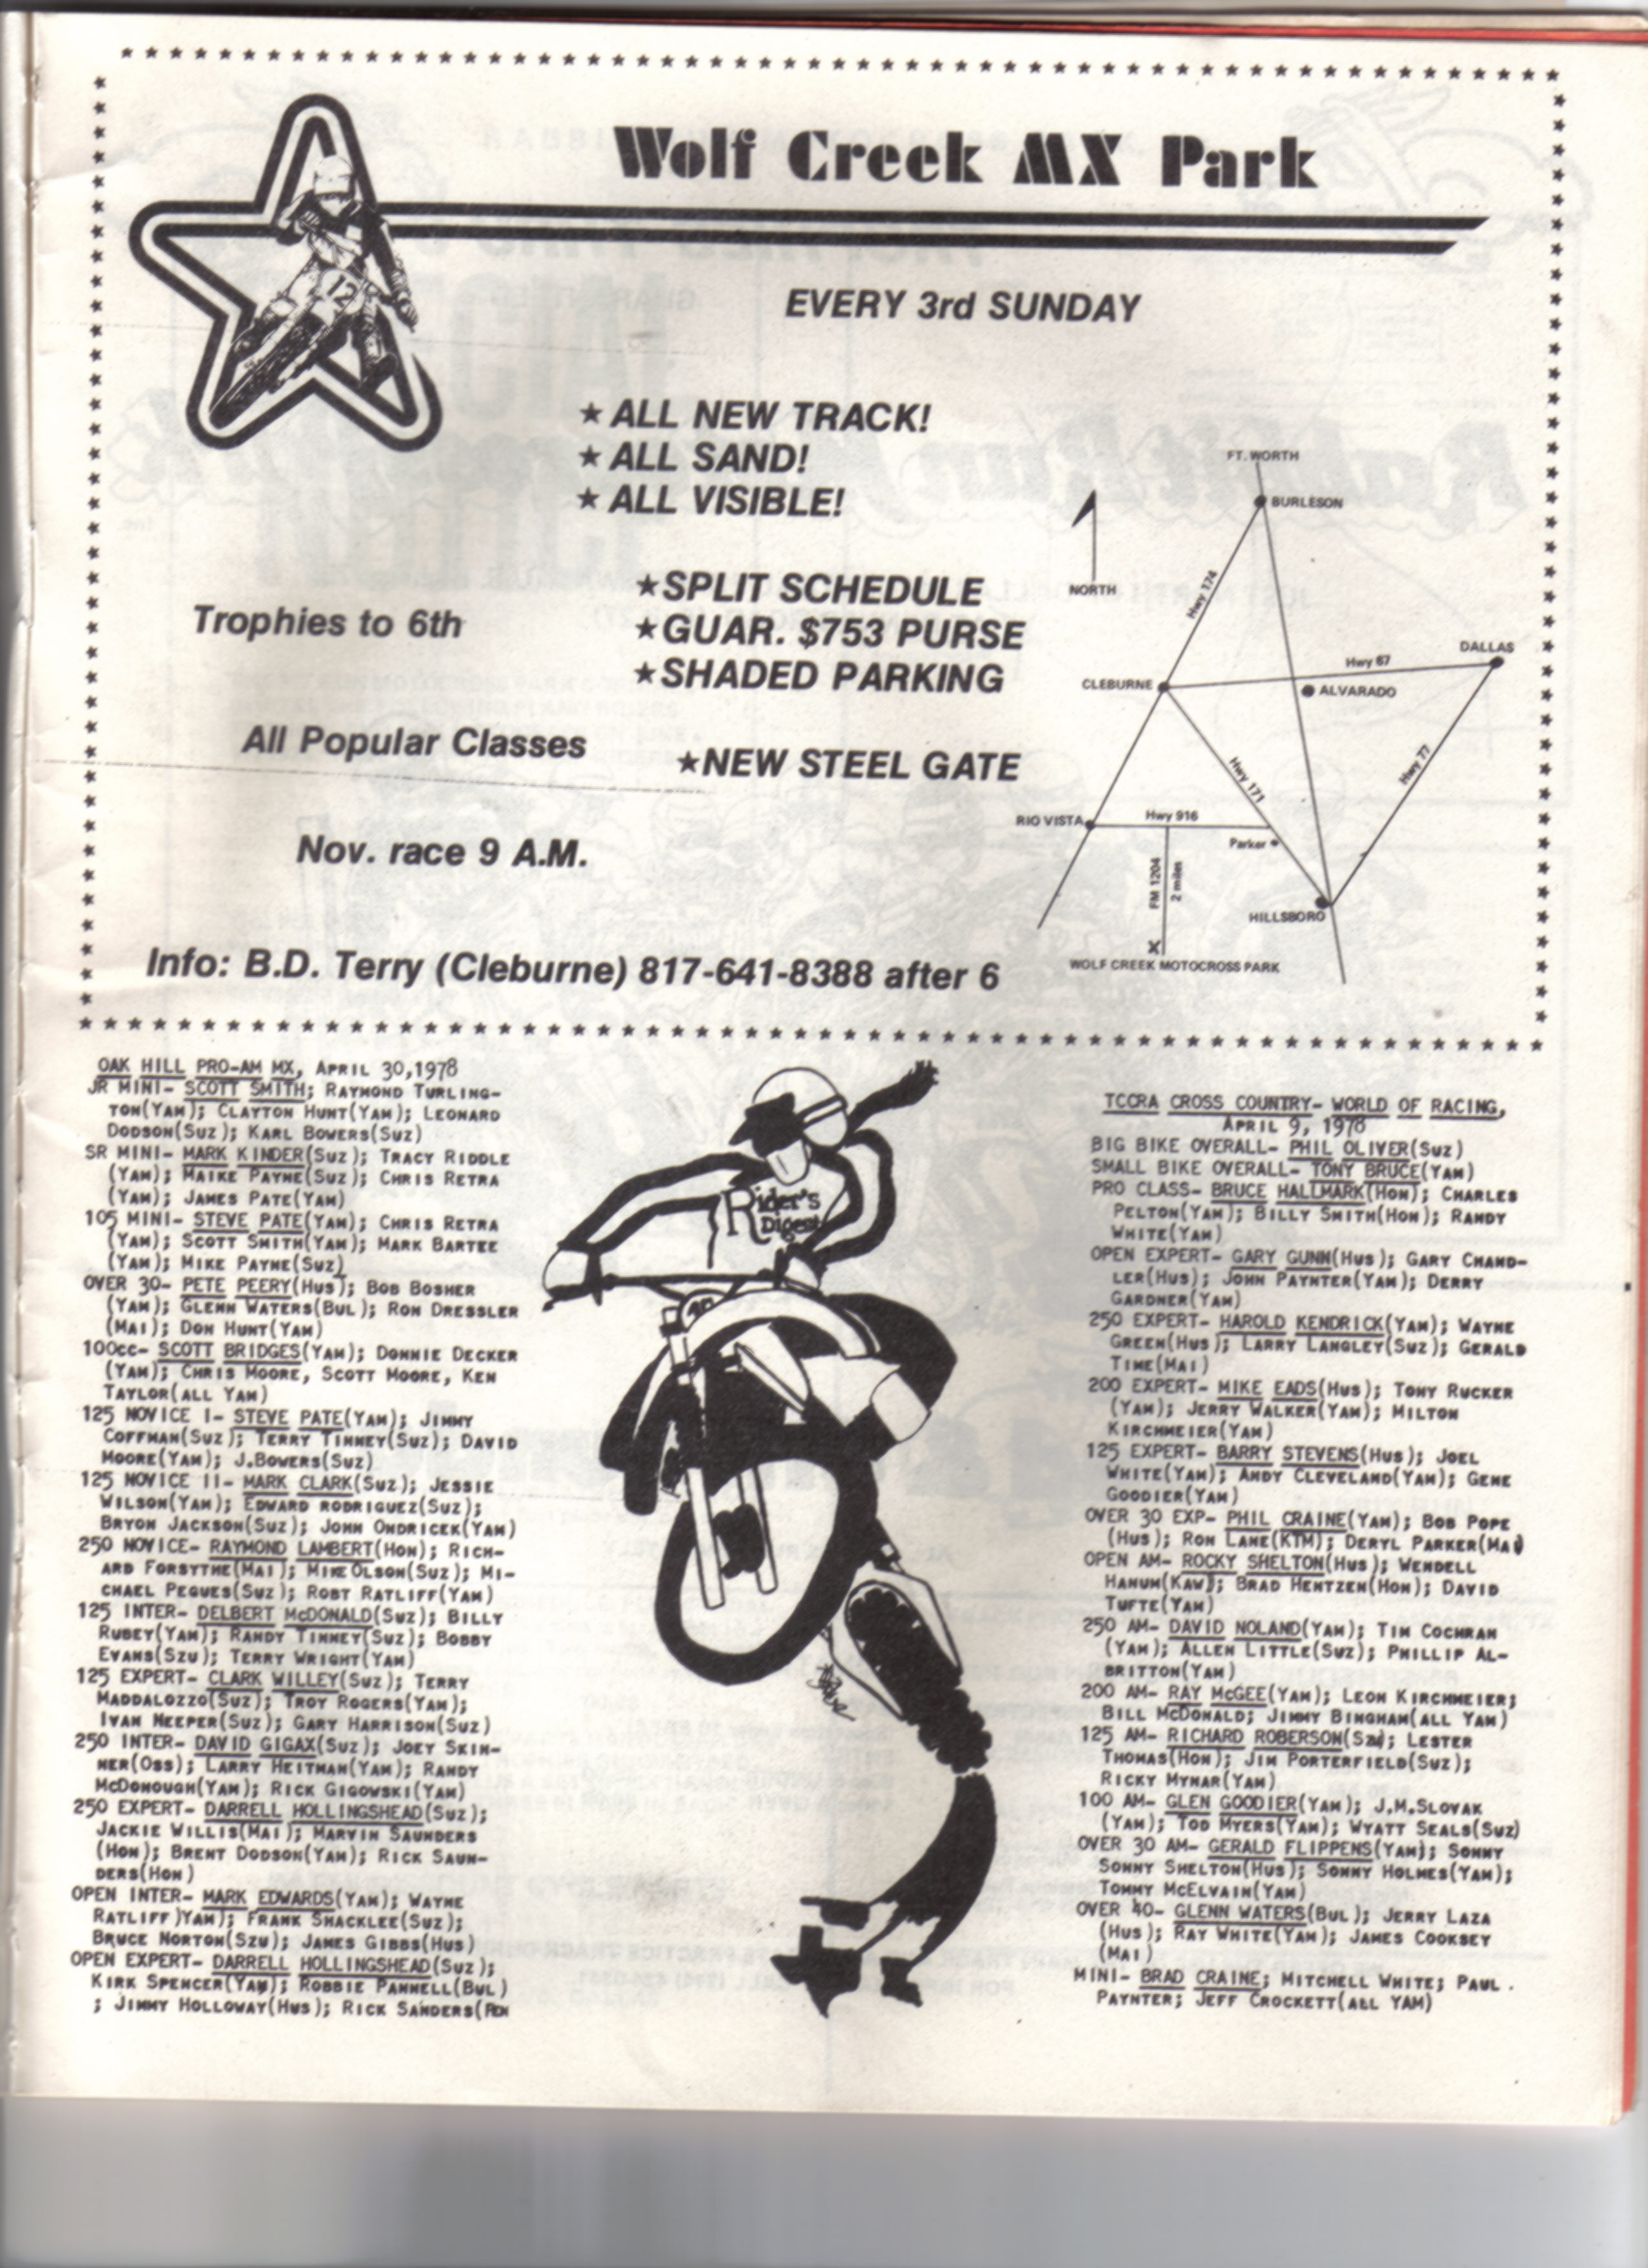 Wolf Creek MX Park
12
EVERY 3rd SUNDAY
★ ALL NEW TRACK!
★ ALL SAND!
★ ALL VISIBLE!
★SPLIT SCHEDULE
Trophies to 6th
★GUAR. $753 PURSE
★SHADED PARKING
All Popular Classes
★NEW STEEL GATE
Nov. race 9 A.M.
Info: B.D. Terry (Cleburne) 817-641-8388 after 6
FT. WORTH
BURLESON
NORTH
Hwy 174
DALLAS
Hwy 67
CLEBURNE
ALVARADO
Hwy 77
Hwy 171
RIO VISTA
Hwy 916
Parker
FM 1204
2 miles
HILLSBORO
X
WOLF CREEK MOTOCROSS PARK
OAK HILL PRO-AM MX, APRIL 30,1978
JR MINI- SCOTT SMITH; RAYMOND TURLING-
TON(YAM); CLAYTON HUNT(YAM); LEONARD
DODSON(SUZ); KARL BOWERS(SUZ)
SR MINI- MARK KINDER(SUZ); TRACY RIDDLE
(YAM); MAIKE PAYNE(SUZ); CHRIS RETRA
(YAM); JAMES PATE(YAM)
105 MINI- STEVE PATE(YAM); CHRIS RETRA
(YAM); SCOTT SMITH(YAM); MARK BARTEE
(YAM); MIKE PAYNE(SUZ)
OVER 30- PETE PEERY(HUS); BOB BOSHER
(YAM); GLENN WATERS(BUL); RON DRESSLER
(MAI); DON HUNT(YAM)
100CC- SCOTT BRIDGES(YAM); DONNIE DECKER
(YAM); CHRIS MOORE, SCOTT MOORE, KEN
TAYLOR(ALL YAM)
125 NOVICE I- STEVE PATE(YAM); JIMMY
COFFMAN(SUZ); TERRY TINNEY(SUZ); DAVID
MOORE(YAM); J.BOWERS(SUZ)
125 NOVICE II- MARK CLARK(SUZ); JESSIE
WILSON(YAM); EDWARD RODRIGUEZ(SUZ);
BRYON JACKSON(SUZ); JOHN ONDRICEK(YAM)
250 NOVICE- RAYMOND LAMBERT(HON); RICH-
ARD FORSYTHE(MAI); MIKE OLSON(SUZ); MI-
CHAEL PEGUES(SUZ); ROBT RATLIFF(YAM)
125 INTER- DELBERT McDONALD(SUZ); BILLY
RUBEY(YAM); RANDY TINNEY(SUZ); BOBBY
EVANS(SZU); TERRY WRIGHT(YAM)
125 EXPERT- CLARK WILLEY(SUZ); TERRY
MADDALOZZO(SUZ); TROY ROGERS(YAM);
IVAN NEEPER(SUZ); GARY HARRISON(SUZ)
250 INTER- DAVID GIGAX(SUZ); JOEY SKIN-
NER(OSS); LARRY HEITMAN(YAM); RANDY
McDONOUGH(YAM); RICK GIGOWSKI(YAM)
250 EXPERT- DARRELL HOLLINGSHEAD(SUZ);
JACKIE WILLIS(MAI); MARVIN SAUNDERS
(HON); BRENT DODSON(YAM); RICK SAUN-
DERS(HON)
OPEN INTER- MARK EDWARDS(YAM); WAYNE
RATLIFF)YAM); FRANK SHACKLEE(SUZ);
BRUCE NORTON(SZU); JAMES GIBBS(HUS)
OPEN EXPERT- DARRELL HOLLINGSHEAD(SUZ);
KIRK SPENCER(YAM); ROBBIE PANNELL(BUL)
; JIMMY HOLLOWAY(HUS); RICK SANDERS(PEN
Rider's
Digest
40
TCCRA CROSS COUNTRY- WORLD OF RACING,
APRIL 9, 1978
BIG BIKE OVERALL- PHIL OLIVER(SUZ)
SMALL BIKE OVERALL- TONY BRUCE(YAM)
PRO CLASS- BRUCE HALLMARK(HON); CHARLES
PELTON(YAM); BILLY SMITH(HON); RANDY
WHITE(YAM)
OPEN EXPERT- GARY GUNN(HUS); GARY CHAND-
LER(HUS); JOHN PAYNTER(YAM); DERRY
GARDNER(YAM)
250 EXPERT- HAROLD KENDRICK(YAM); WAYNE
GREEN(HUS); LARRY LANGLEY(SUZ); GERALD
TIME(MAI)
200 EXPERT- MIKE EADS(HUS); TONY RUCKER
(YAM); JERRY WALKER(YAM); MILTON
KIRCHMEIER(YAM)
125 EXPERT- BARRY STEVENS(HUS); JOEL
WHITE(YAM); ANDY CLEVELAND(YAM); GENE
GOODIER(YAM)
OVER 30 EXP- PHIL CRAINE(YAM); BOB POPE
(HUS); RON LANE(KTM); DERYL PARKER(MAI)
OPEN AM- ROCKY SHELTON(HUS); WENDELL
HANUM(KAW); BRAD HENTZEN(HON); DAVID
TUFTE(YAM)
250 AM- DAVID NOLAND(YAM); TIM COCHRAN
(YAM); ALLEN LITTLE(SUZ); PHILLIP AL-
BRITTON(YAM)
200 AM- RAY McGEE(YAM); LEON KIRCHMEIER;
BILL McDONALD; JIMMY BINGHAM(ALL YAM)
125 AM- RICHARD ROBERSON(SUZ); LESTER
THOMAS(HON); JIM PORTERFIELD(SUZ);
RICKY MYNAR(YAM)
100 AM- GLEN GOODIER(YAM); J.M.SLOVAK
(YAM); TOD MYERS(YAM); WYATT SEALS(SUZ)
OVER 30 AM- GERALD FLIPPENS(YAM); SONNY
SONNY SHELTON(HUS); SONNY HOLMES(YAM);
TOMMY McELVAIN(YAM)
OVER 40- GLENN WATERS(BUL); JERRY LAZA
(HUS); RAY WHITE(YAM); JAMES COOKSEY
(MAI)
MINI- BRAD CRAINE; MITCHELL WHITE; PAUL
PAYNTER; JEFF CROCKETT(ALL YAM)